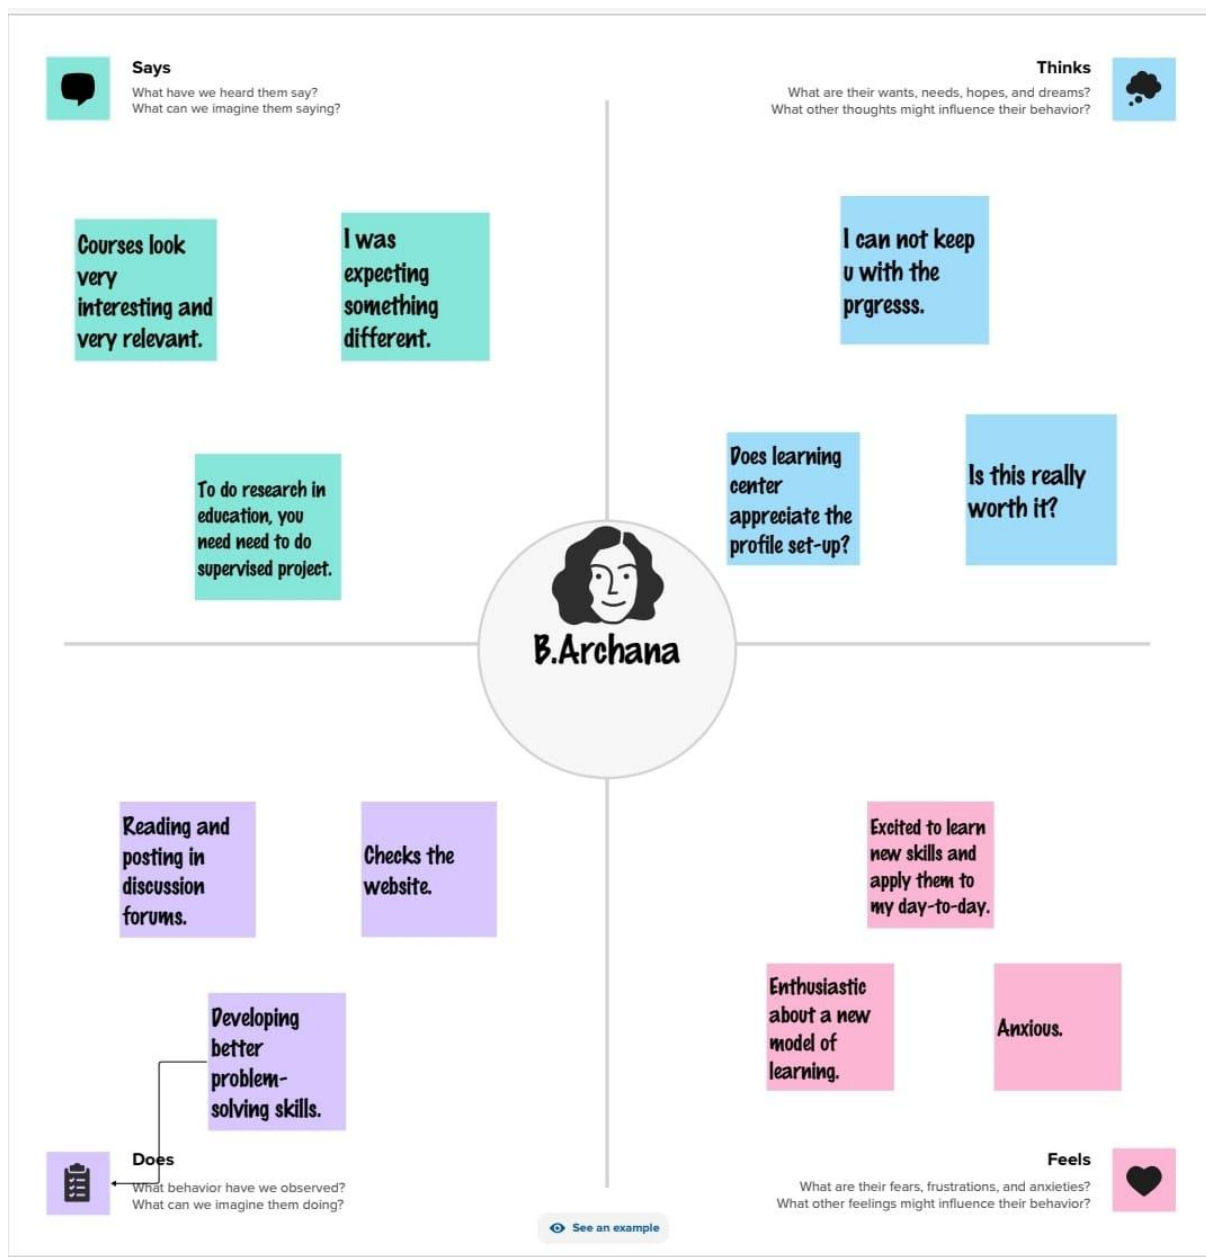 Says
What have we heard them say?
What can we imagine them saying?
Thinks
What are their wants, needs, hopes, and dreams?
What other thoughts might influence their behavior?
Courses look
very
interesting and
very relevant.
I was
expecting
something
different.
To do research in
education, you
need need to do
supervised project.
I can not keep
u with the
prgresss.
Does learning
center
appreciate the
profile set-up?
Is this really
worth it?
B.Archana
Reading and
posting in
discussion
forums.
Checks the
website.
Developing
better
problem-
solving skills.
Excited to learn
new skills and
apply them to
my day-to-day.
Enthusiastic
about a new
model of
learning.
Anxious.
Does
What behavior have we observed?
What can we imagine them doing?
Feels
What are their fears, frustrations, and anxieties?
What other feelings might influence their behavior?
See an example